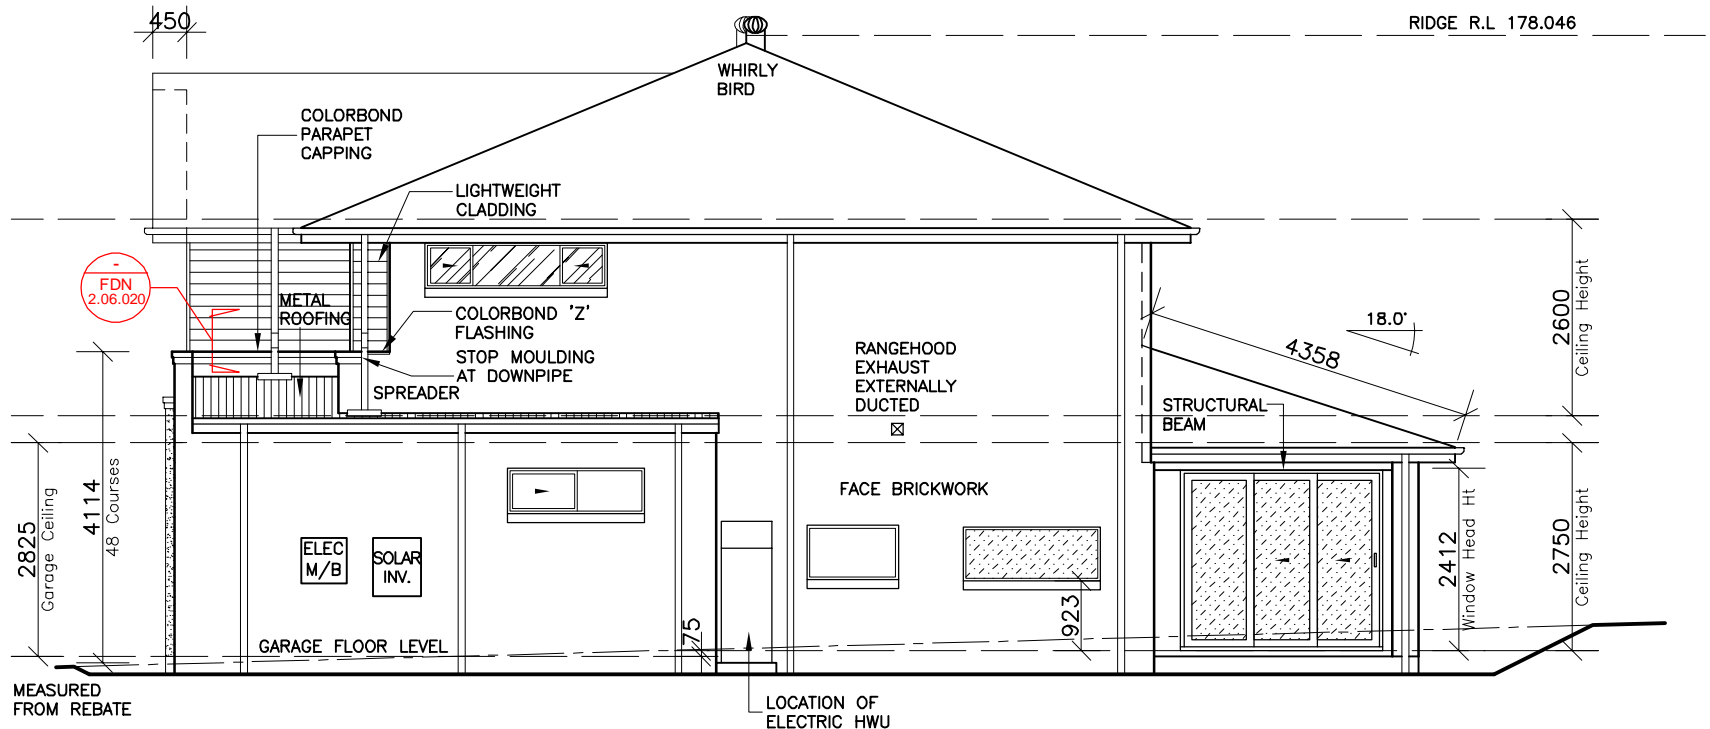 450
RIDGE R.L 178.046
WHIRLY
BIRD
COLORBOND
PARAPET
CAPPING
LIGHTWEIGHT
CLADDING
-
FDN
2.06.020
METAL
ROOFING
COLORBOND 'Z'
FLASHING
STOP MOULDING
AT DOWNPIPE
SPREADER
RANGEHOOD
EXHAUST
EXTERNALLY
DUCTED
18.0°
4358
2600
Ceiling Height
STRUCTURAL
BEAM
FACE BRICKWORK
2825
Garage Ceiling
4114
48 Courses
ELEC
M/B
SOLAR
INV.
GARAGE FLOOR LEVEL
75
923
2412
Window Head Ht
2750
Ceiling Height
MEASURED
FROM REBATE
LOCATION OF
ELECTRIC HWU